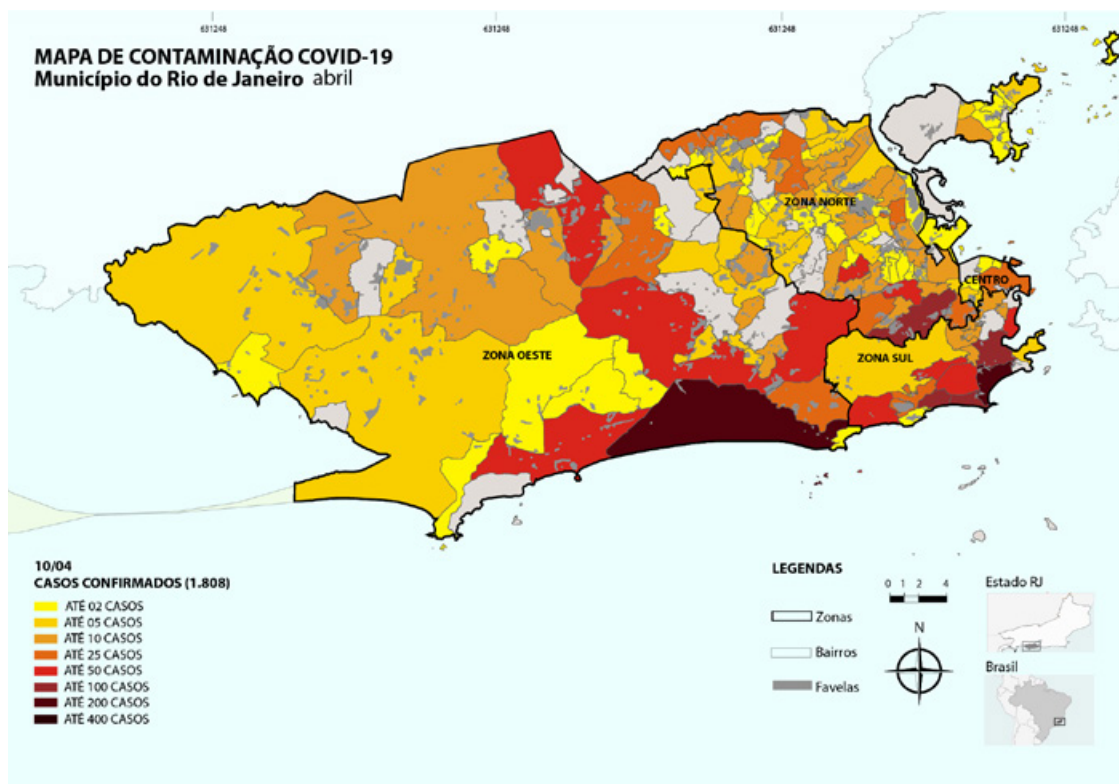 631248 631248 631248 631248
MAPA DE CONTAMINAÇÃO COVID-19
Município do Rio de Janeiro abril
ZONA NORTE
CENTRO
ZONA OESTE
ZONA SUL
10/04
CASOS CONFIRMADOS (1.808)
ATÉ 02 CASOS
ATÉ 05 CASOS
ATÉ 10 CASOS
ATÉ 25 CASOS
ATÉ 50 CASOS
ATÉ 100 CASOS
ATÉ 200 CASOS
ATÉ 400 CASOS
LEGENDAS
Zonas
Bairros
Favelas
0 1 2 4
N
Estado RJ
Brasil